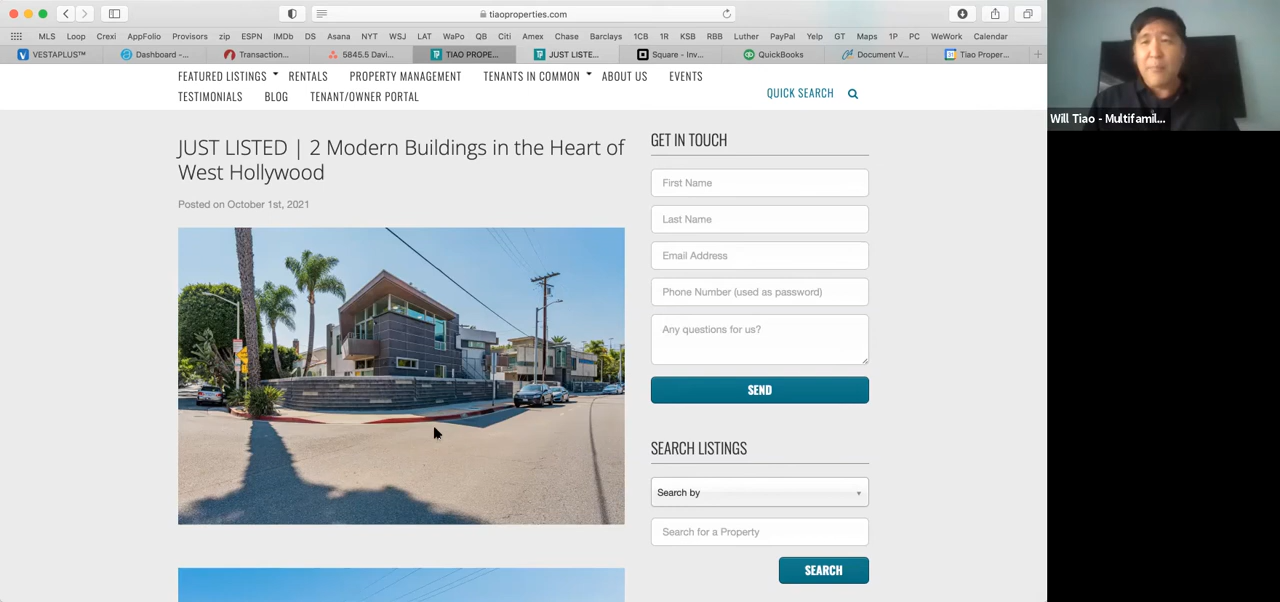 tiaoproperties.com
MLS Loop Crexi AppFolio Provisors zip ESPN IMDb DS Asana NYT WSJ LAT WaPo QB Citi Amex Chase Barclays 1CB 1R KSB RBB Luther PayPal Yelp GT Maps 1P PC WeWork Calendar
VESTAPLUS™ Dashboard -... Transaction... 5845.5 Davi... TIAO PROPE... JUST LISTE... Square - Inv... QuickBooks Document V... Tiao Proper...
FEATURED LISTINGS RENTALS PROPERTY MANAGEMENT TENANTS IN COMMON ABOUT US EVENTS
TESTIMONIALS BLOG TENANT/OWNER PORTAL
QUICK SEARCH
JUST LISTED | 2 Modern Buildings in the Heart of
West Hollywood
Posted on October 1st, 2021
GET IN TOUCH
First Name
Last Name
Email Address
Phone Number (used as password)
Any questions for us?
SEND
SEARCH LISTINGS
Search by
Search for a Property
SEARCH
Will Tiao - Multifamil...